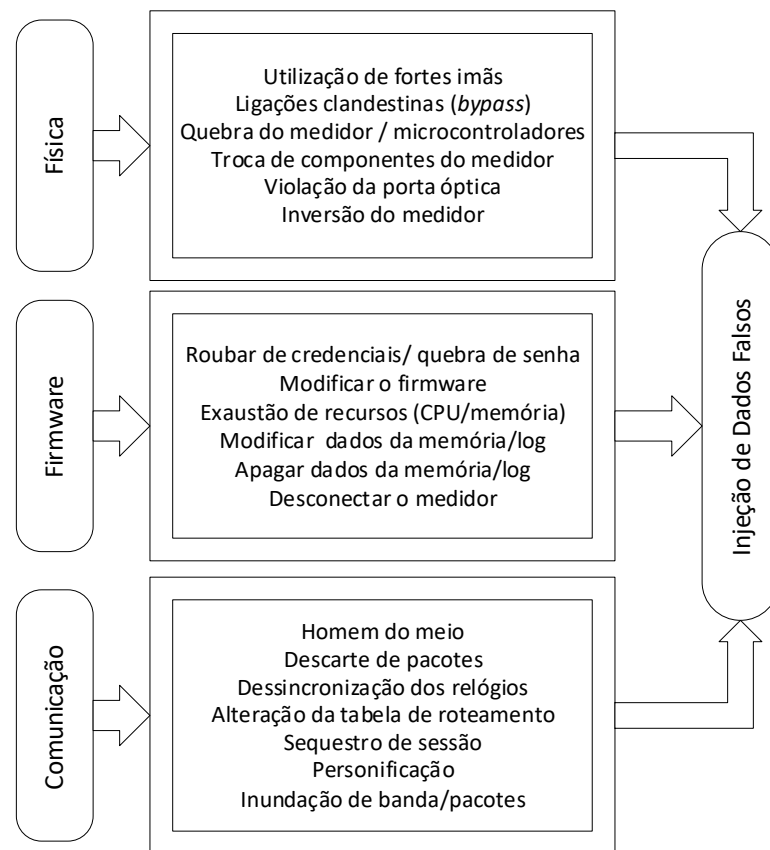 Física
Utilização de fortes imãs
Ligações clandestinas (bypass)
Quebra do medidor / microcontroladores
Troca de componentes do medidor
Violação da porta óptica
Inversão do medidor
Firmware
Roubar de credenciais/ quebra de senha
Modificar o firmware
Exaustão de recursos (CPU/memória)
Modificar dados da memória/log
Apagar dados da memória/log
Desconectar o medidor
Comunicação
Homem do meio
Descarte de pacotes
Dessincronização dos relógios
Alteração da tabela de roteamento
Sequestro de sessão
Personificação
Inundação de banda/pacotes
Injeção de Dados Falsos